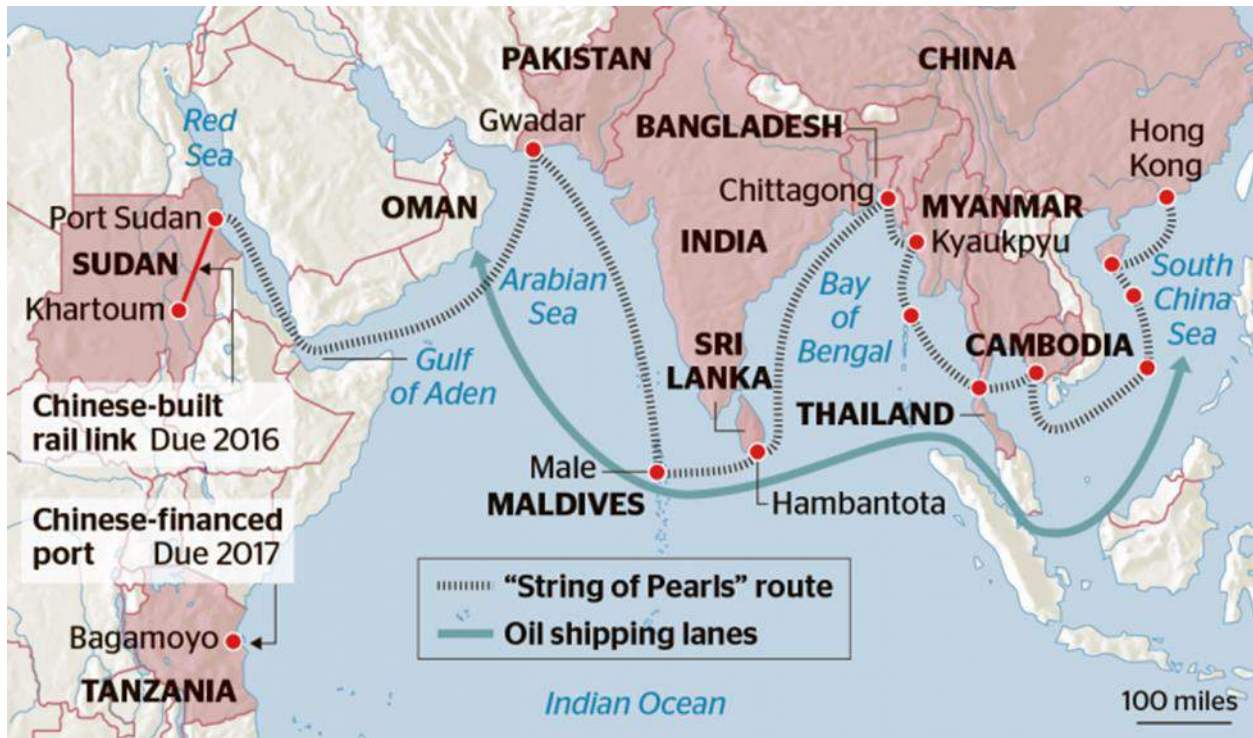 PAKISTAN
CHINA
Gwadar
BANGLADESH
Hong
Kong
Red
Sea
OMAN
Chittagong
MYANMAR
Port Sudan
INDIA
Kyaukpyu
SUDAN
Arabian
Sea
Bay
of
Bengal
South
China
Sea
Khartoum
SRI
LANKA
CAMBODIA
Gulf
of Aden
THAILAND
Chinese-built
rail link Due 2016
Male
MALDIVES
Hambantota
Chinese-financed
port Due 2017
"String of Pearls" route
Oil shipping lanes
Bagamoyo
TANZANIA
Indian Ocean
100 miles